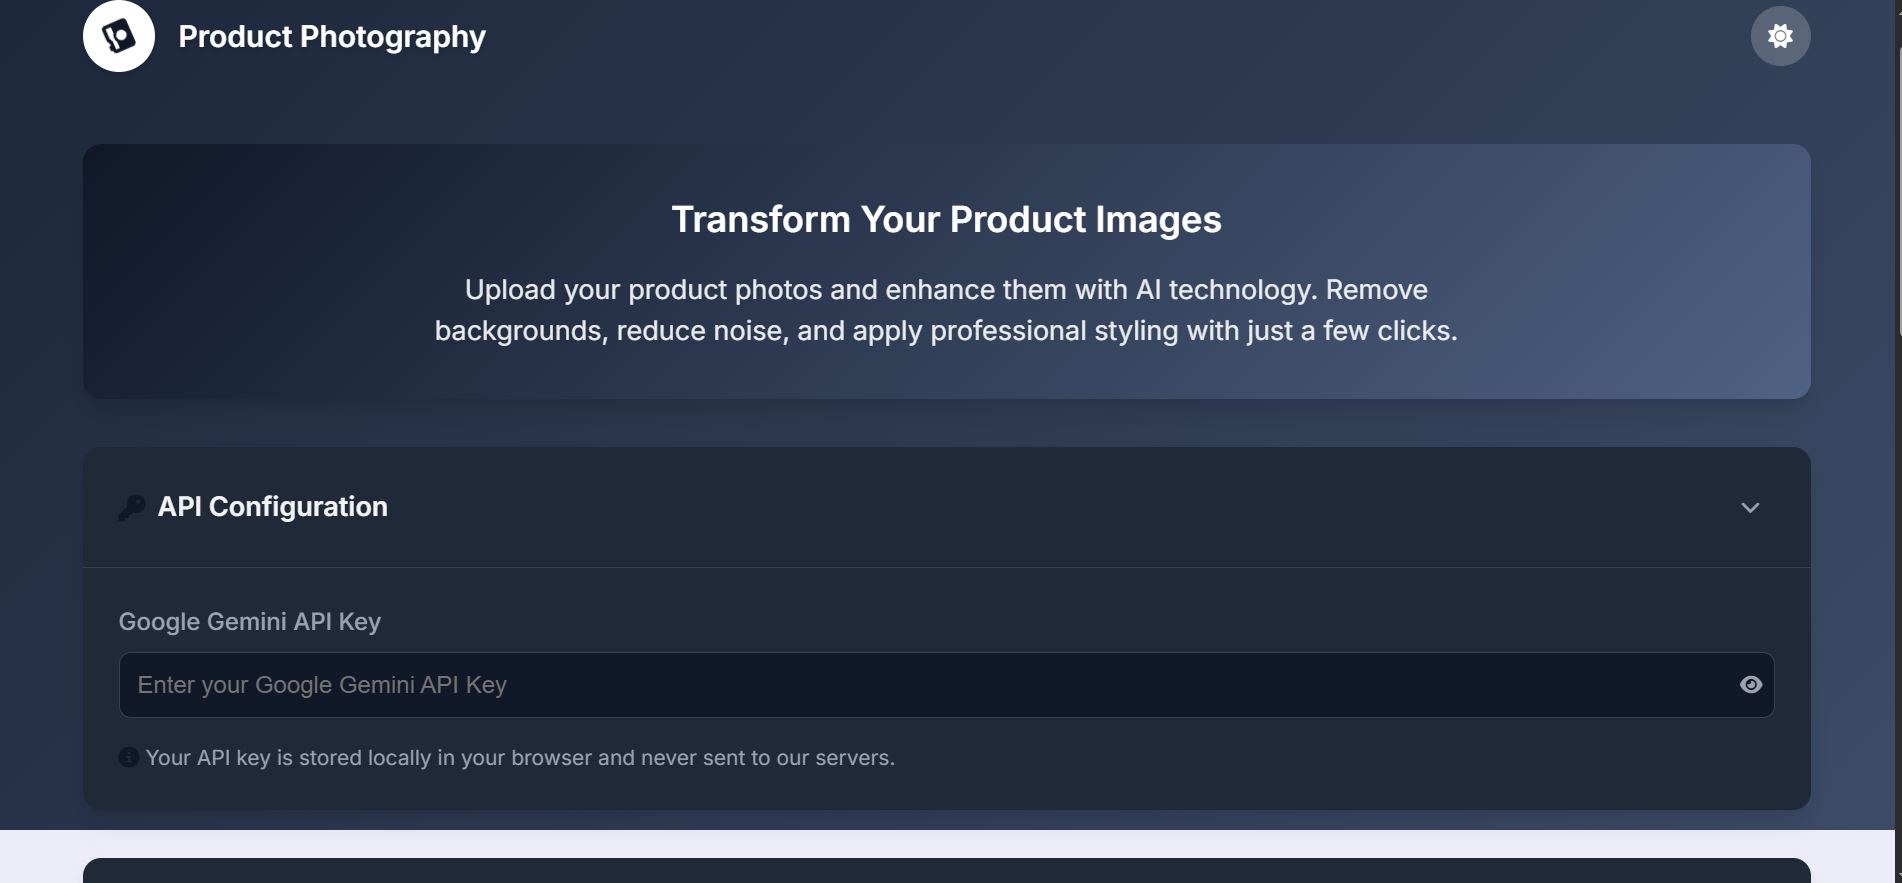 Product Photography
Transform Your Product Images
Upload your product photos and enhance them with AI technology. Remove
backgrounds, reduce noise, and apply professional styling with just a few clicks.
API Configuration
Google Gemini API Key
Enter your Google Gemini API Key
Your API key is stored locally in your browser and never sent to our servers.